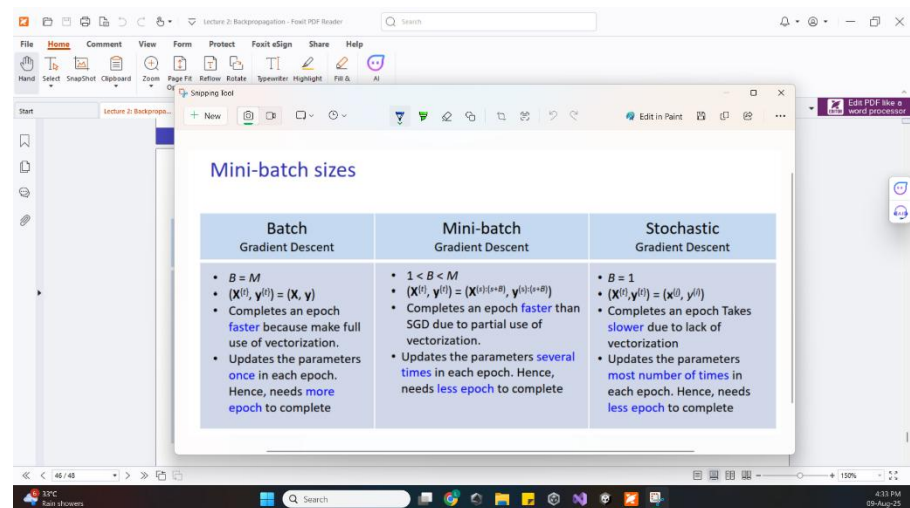 Lecture 2: Backpropagation - Foxit PDF Reader
Search
File Home Comment View Form Protect Foxit eSign Share Help
Hand Select SnapShot Clipboard Zoom Page Fit Reflow Rotate Typewriter Highlight Fill & AI
Snipping Tool
Start
Lecture 2: Backpropa...
Edit PDF like a
word processor
EDITOR
New
Edit in Paint
Mini-batch sizes
Batch
Gradient Descent
• B = M
• (X^{t}, y^{t}) = (X, y)
• Completes an epoch
faster because make full
use of vectorization.
• Updates the parameters
once in each epoch.
Hence, needs more
epoch to complete
Mini-batch
Gradient Descent
• 1 < B < M
• (X^{t}, y^{t}) = (X^{(s):(s+B)}, y^{(s):(s+B)})
• Completes an epoch faster than
SGD due to partial use of
vectorization.
• Updates the parameters several
times in each epoch. Hence,
needs less epoch to complete
Stochastic
Gradient Descent
• B = 1
• (X^{t},y^{t}) = (x^{(i)}, y^{(i)})
• Completes an epoch Takes
slower due to lack of
vectorization
• Updates the parameters
most number of times in
each epoch. Hence, needs
less epoch to complete
46 / 48
150%
33°C
Rain showers
Search
4:33 PM
09-Aug-25